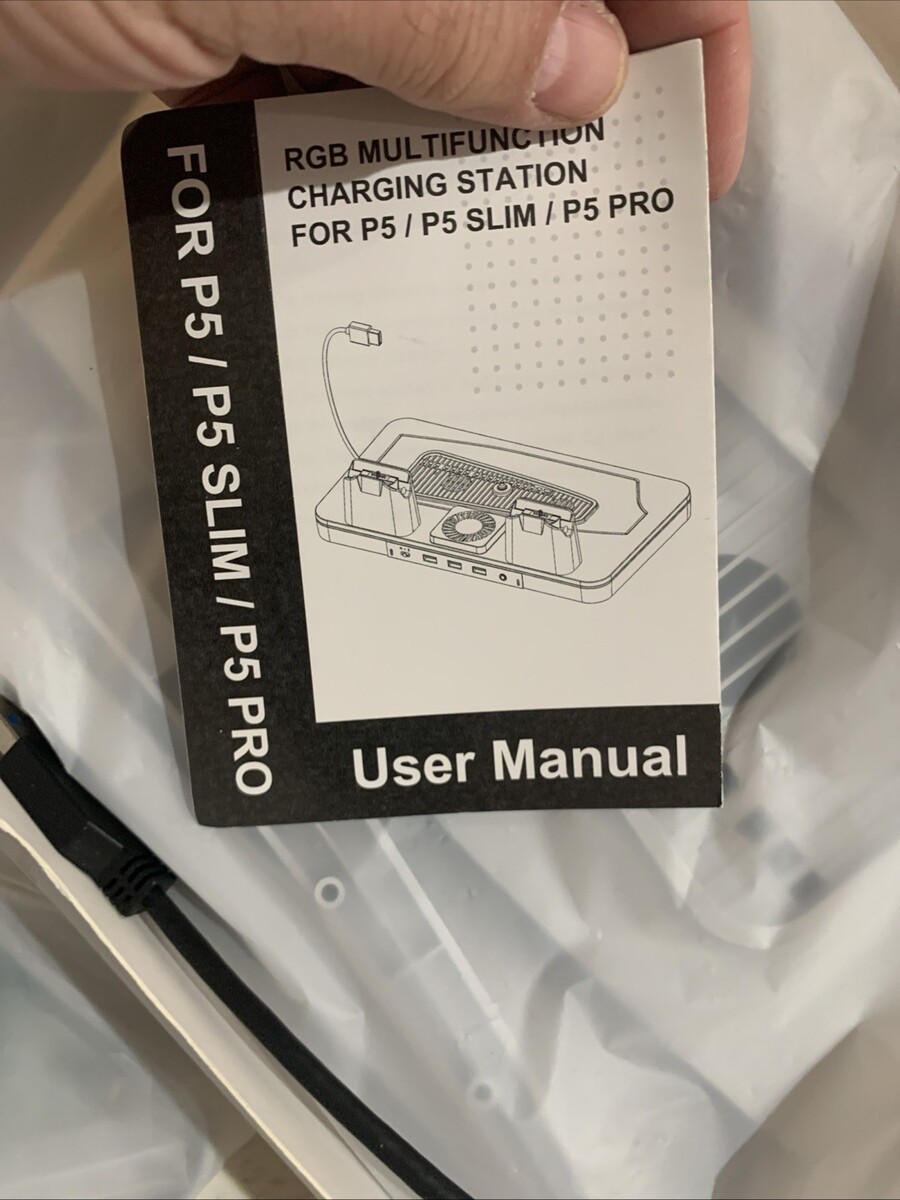 FOR P5 / P5 SLIM / P5 PRO
RGB MULTIFUNCTION
CHARGING STATION
FOR P5 / P5 SLIM / P5 PRO
User Manual